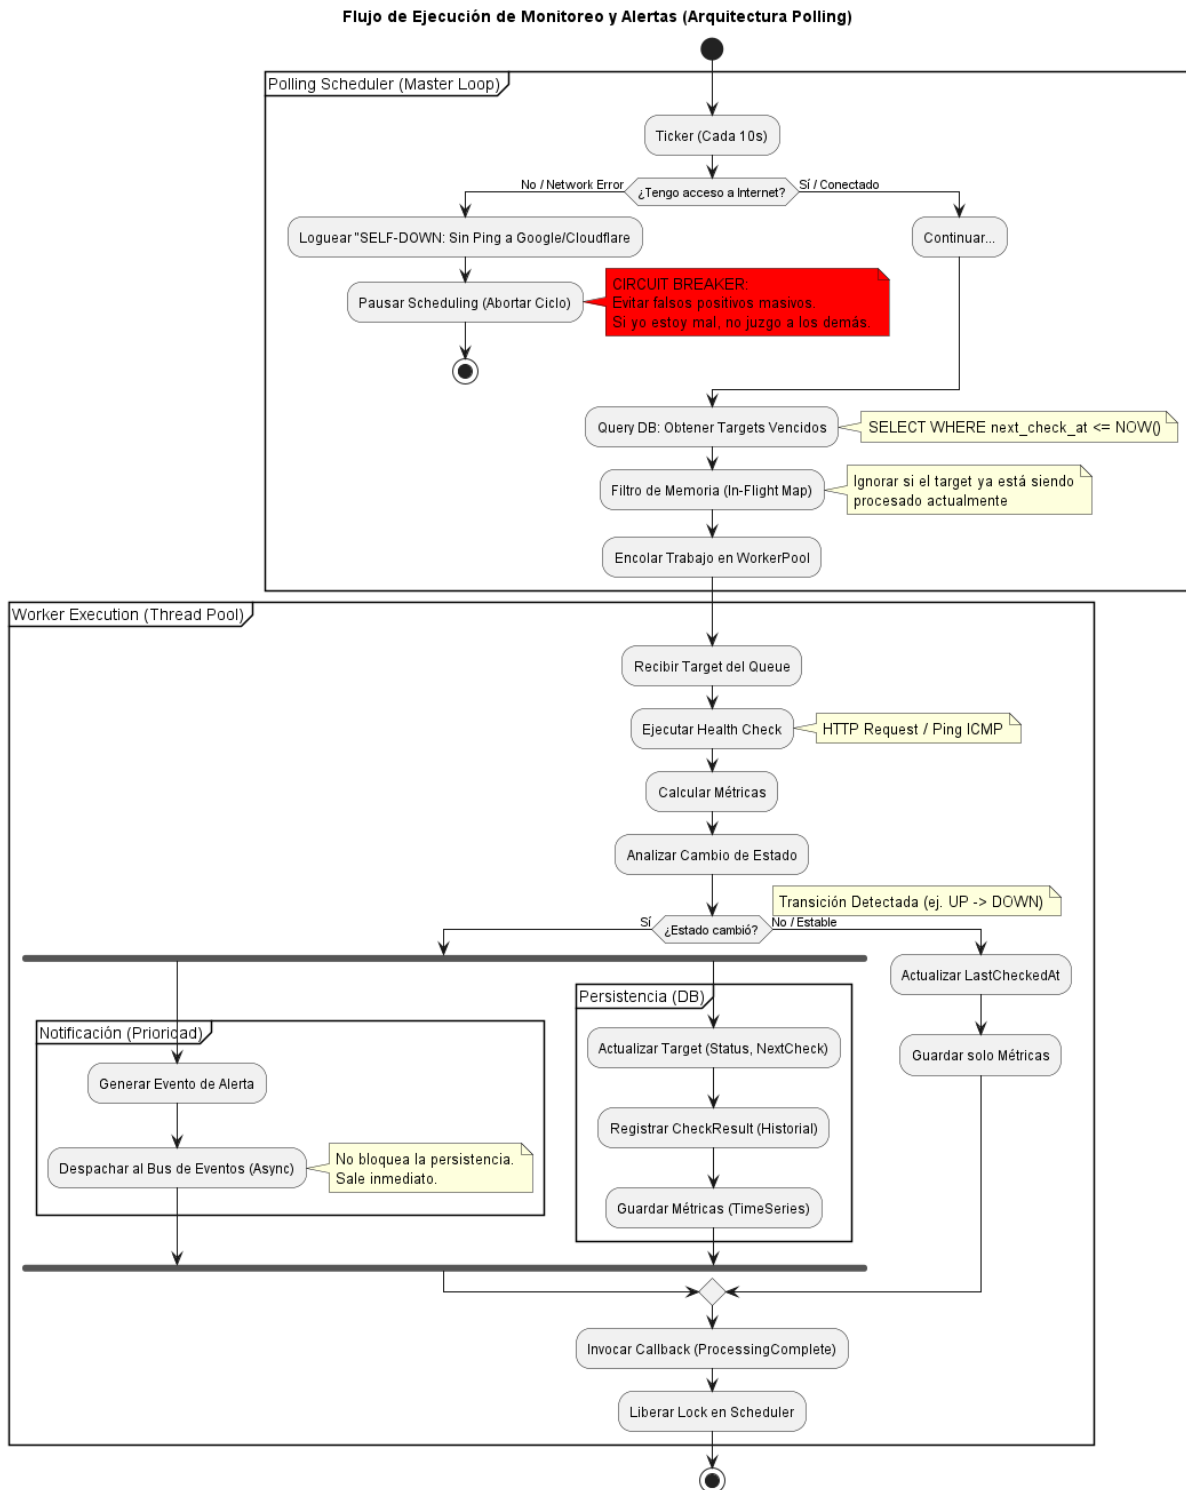 Flujo de Ejecución de Monitoreo y Alertas (Arquitectura Polling)
Polling Scheduler (Master Loop)
Ticker (Cada 10s)
No / Network Error
¿Tengo acceso a Internet?
Sí / Conectado
Loguear "SELF-DOWN: Sin Ping a Google/Cloudflare
Continuar...
Pausar Scheduling (Abortar Ciclo)
CIRCUIT BREAKER:
Evitar falsos positivos masivos.
Si yo estoy mal, no juzgo a los demás.
Query DB: Obtener Targets Vencidos
SELECT WHERE next_check_at <= NOW()
Filtro de Memoria (In-Flight Map)
Ignorar si el target ya está siendo
procesado actualmente
Encolar Trabajo en WorkerPool
Worker Execution (Thread Pool)
Recibir Target del Queue
Ejecutar Health Check
HTTP Request / Ping ICMP
Calcular Métricas
Analizar Cambio de Estado
Transición Detectada (ej. UP -> DOWN)
Sí
¿Estado cambió?
No / Estable
Actualizar LastCheckedAt
Guardar solo Métricas
Notificación (Prioridad)
Generar Evento de Alerta
Despachar al Bus de Eventos (Async)
No bloquea la persistencia.
Sale inmediato.
Persistencia (DB)
Actualizar Target (Status, NextCheck)
Registrar CheckResult (Historial)
Guardar Métricas (TimeSeries)
Invocar Callback (ProcessingComplete)
Liberar Lock en Scheduler